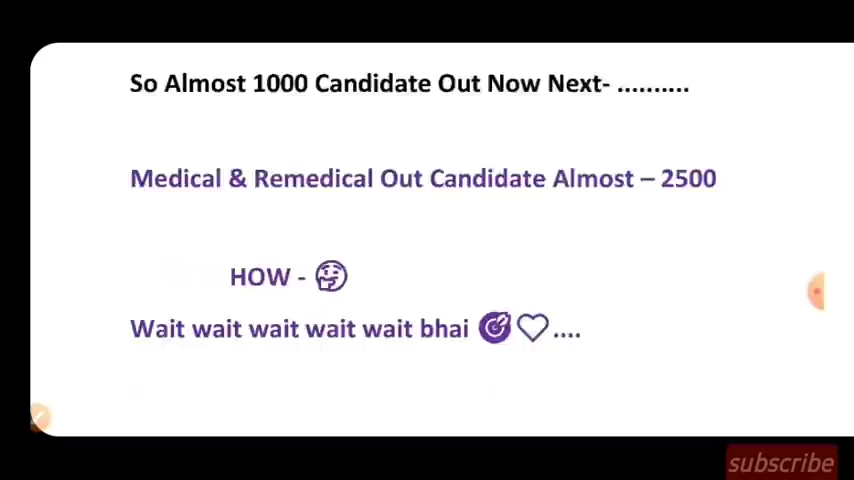 So Almost 1000 Candidate Out Now Next- ..........
Medical & Remedical Out Candidate Almost – 2500
HOW - 🤔
Wait wait wait wait wait bhai 🎯♡....
subscribe